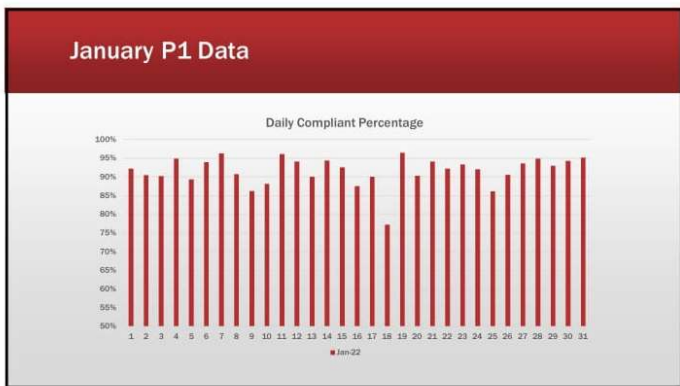 January P1 Data
Daily Compliant Percentage
100%
95%
90%
85%
80%
75%
70%
65%
60%
55%
50%
1 2 3 4 5 6 7 8 9 10 11 12 13 14 15 16 17 18 19 20 21 22 23 24 25 26 27 28 29 30 31
Jan-22